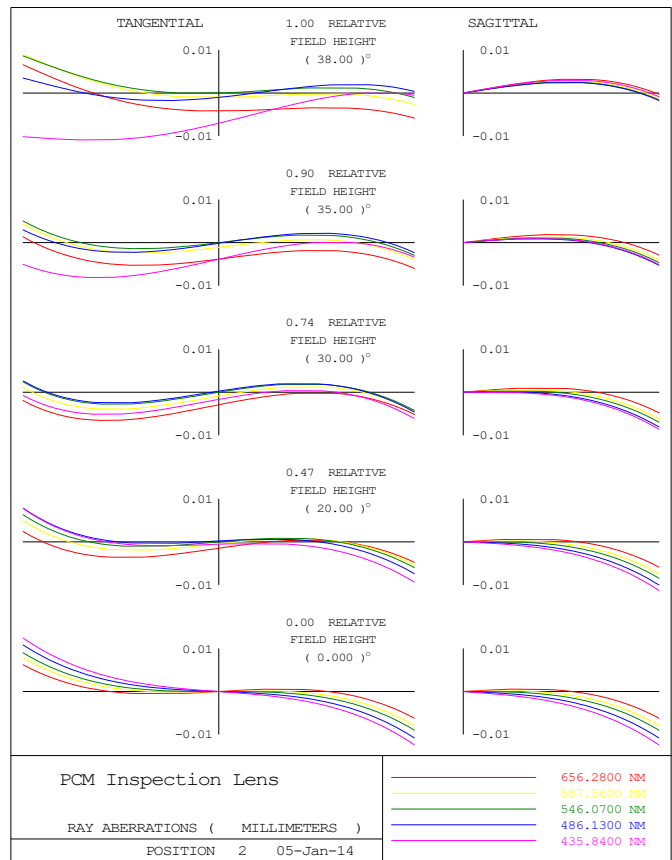 TANGENTIAL 1.00 RELATIVE SAGITTAL
FIELD HEIGHT
( 38.00 )°
0.01 0.01
-0.01 -0.01
0.90 RELATIVE
FIELD HEIGHT
( 35.00 )°
0.01 0.01
-0.01 -0.01
0.74 RELATIVE
FIELD HEIGHT
( 30.00 )°
0.01 0.01
-0.01 -0.01
0.47 RELATIVE
FIELD HEIGHT
( 20.00 )°
0.01 0.01
-0.01 -0.01
0.00 RELATIVE
FIELD HEIGHT
( 0.000 )°
0.01 0.01
-0.01 -0.01
PCM Inspection Lens
RAY ABERRATIONS ( MILLIMETERS )
POSITION 2 05-Jan-14
656.2800 NM
587.5600 NM
546.0700 NM
486.1300 NM
435.8400 NM